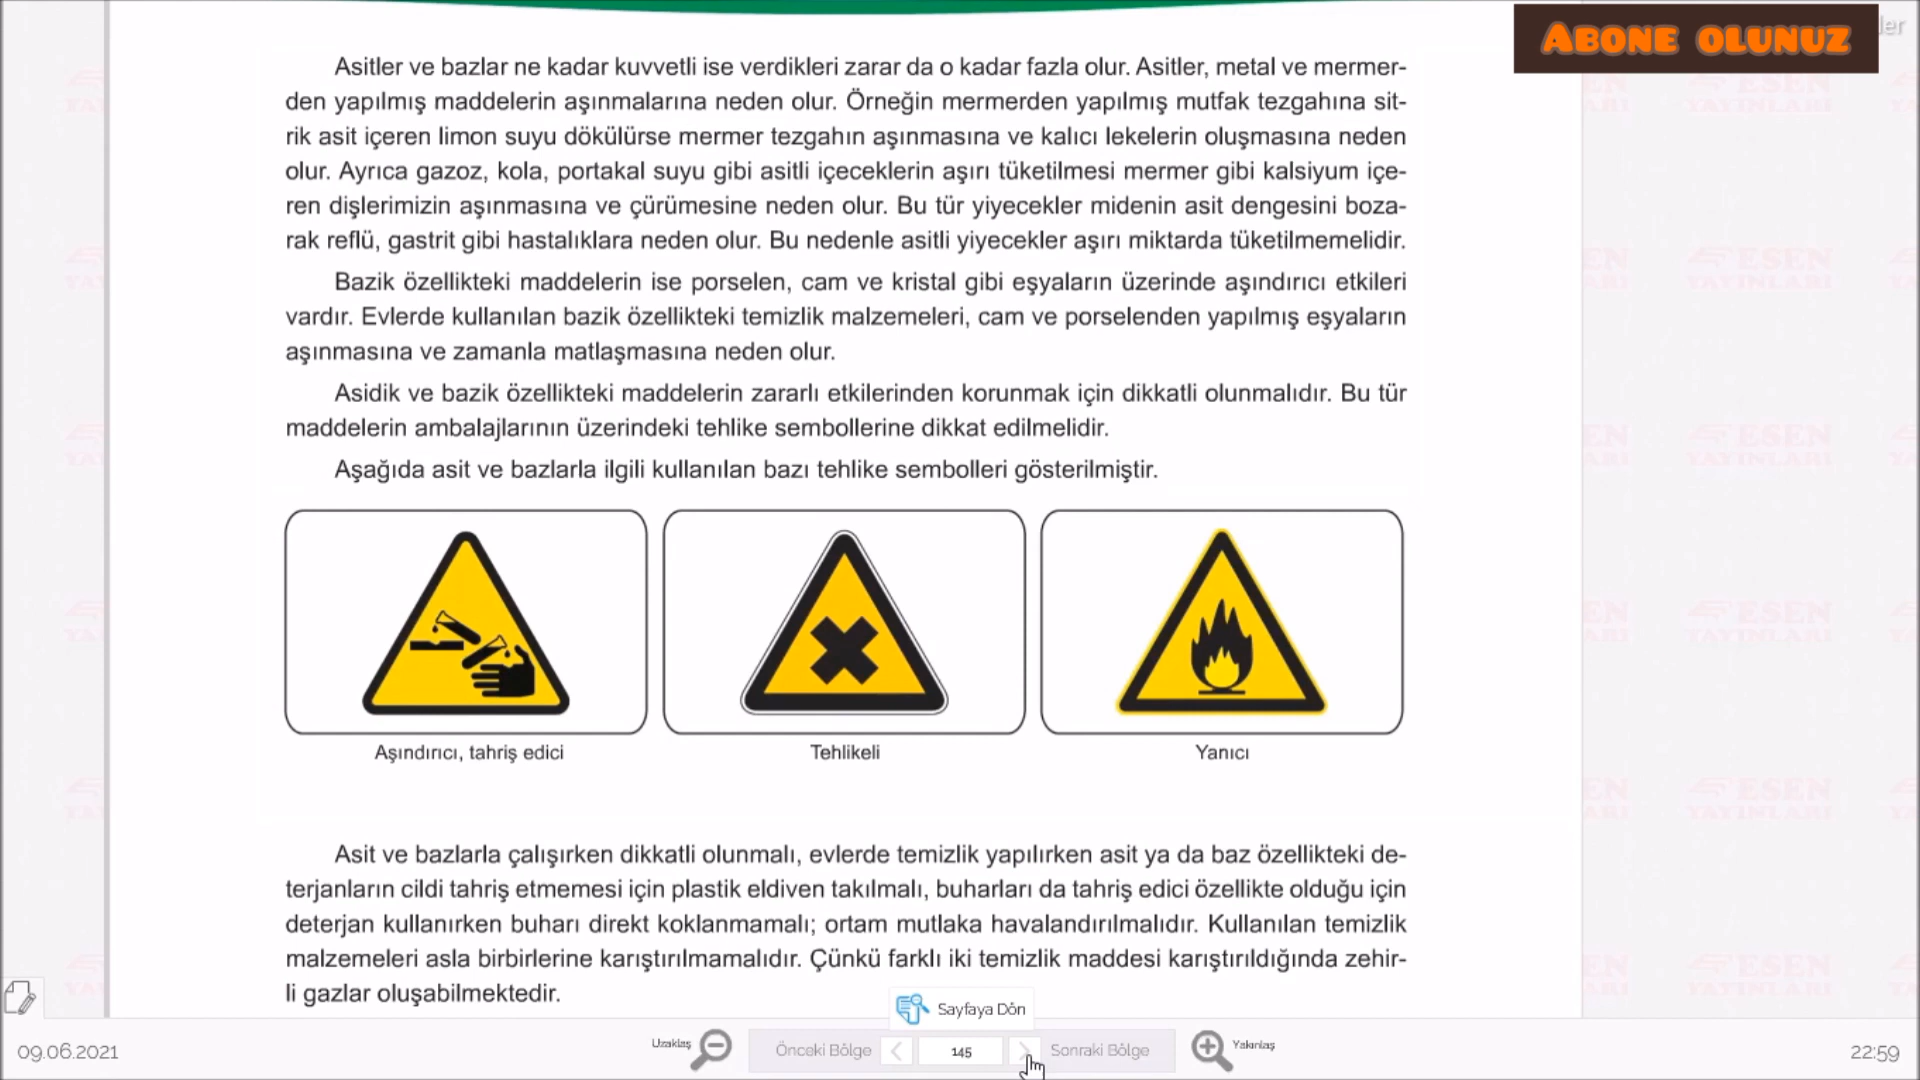 ABONE OLUNUZ
ler
Asitler ve bazlar ne kadar kuvvetli ise verdikleri zarar da o kadar fazla olur. Asitler, metal ve mermer-
den yapılmış maddelerin aşınmalarına neden olur. Örneğin mermerden yapılmış mutfak tezgahına sit-
rik asit içeren limon suyu dökülürse mermer tezgahın aşınmasına ve kalıcı lekelerin oluşmasına neden
olur. Ayrıca gazoz, kola, portakal suyu gibi asitli içeceklerin aşırı tüketilmesi mermer gibi kalsiyum içe-
ren dişlerimizin aşınmasına ve çürümesine neden olur. Bu tür yiyecekler midenin asit dengesini boza-
rak reflü, gastrit gibi hastalıklara neden olur. Bu nedenle asitli yiyecekler aşırı miktarda tüketilmemelidir.
Bazik özellikteki maddelerin ise porselen, cam ve kristal gibi eşyaların üzerinde aşındırıcı etkileri
vardır. Evlerde kullanılan bazik özellikteki temizlik malzemeleri, cam ve porselenden yapılmış eşyaların
aşınmasına ve zamanla matlaşmasına neden olur.
Asidik ve bazik özellikteki maddelerin zararlı etkilerinden korunmak için dikkatli olunmalıdır. Bu tür
maddelerin ambalajlarının üzerindeki tehlike sembollerine dikkat edilmelidir.
Aşağıda asit ve bazlarla ilgili kullanılan bazı tehlike sembolleri gösterilmiştir.
Aşındırıcı, tahriş edici
Tehlikeli
Yanıcı
Asit ve bazlarla çalışırken dikkatli olunmalı, evlerde temizlik yapılırken asit ya da baz özellikteki de-
terjanların cildi tahriş etmemesi için plastik eldiven takılmalı, buharları da tahriş edici özellikte olduğu için
deterjan kullanırken buharı direkt koklanmamalı; ortam mutlaka havalandırılmalıdır. Kullanılan temizlik
malzemeleri asla birbirlerine karıştırılmamalıdır. Çünkü farklı iki temizlik maddesi karıştırıldığında zehir-
li gazlar oluşabilmektedir.
Sayfaya Dön
09.06.2021
Uzaklaş
Önceki Bölge
145
Sonraki Bölge
Yakınlaş
22:59
ESEN
YAYINLARI